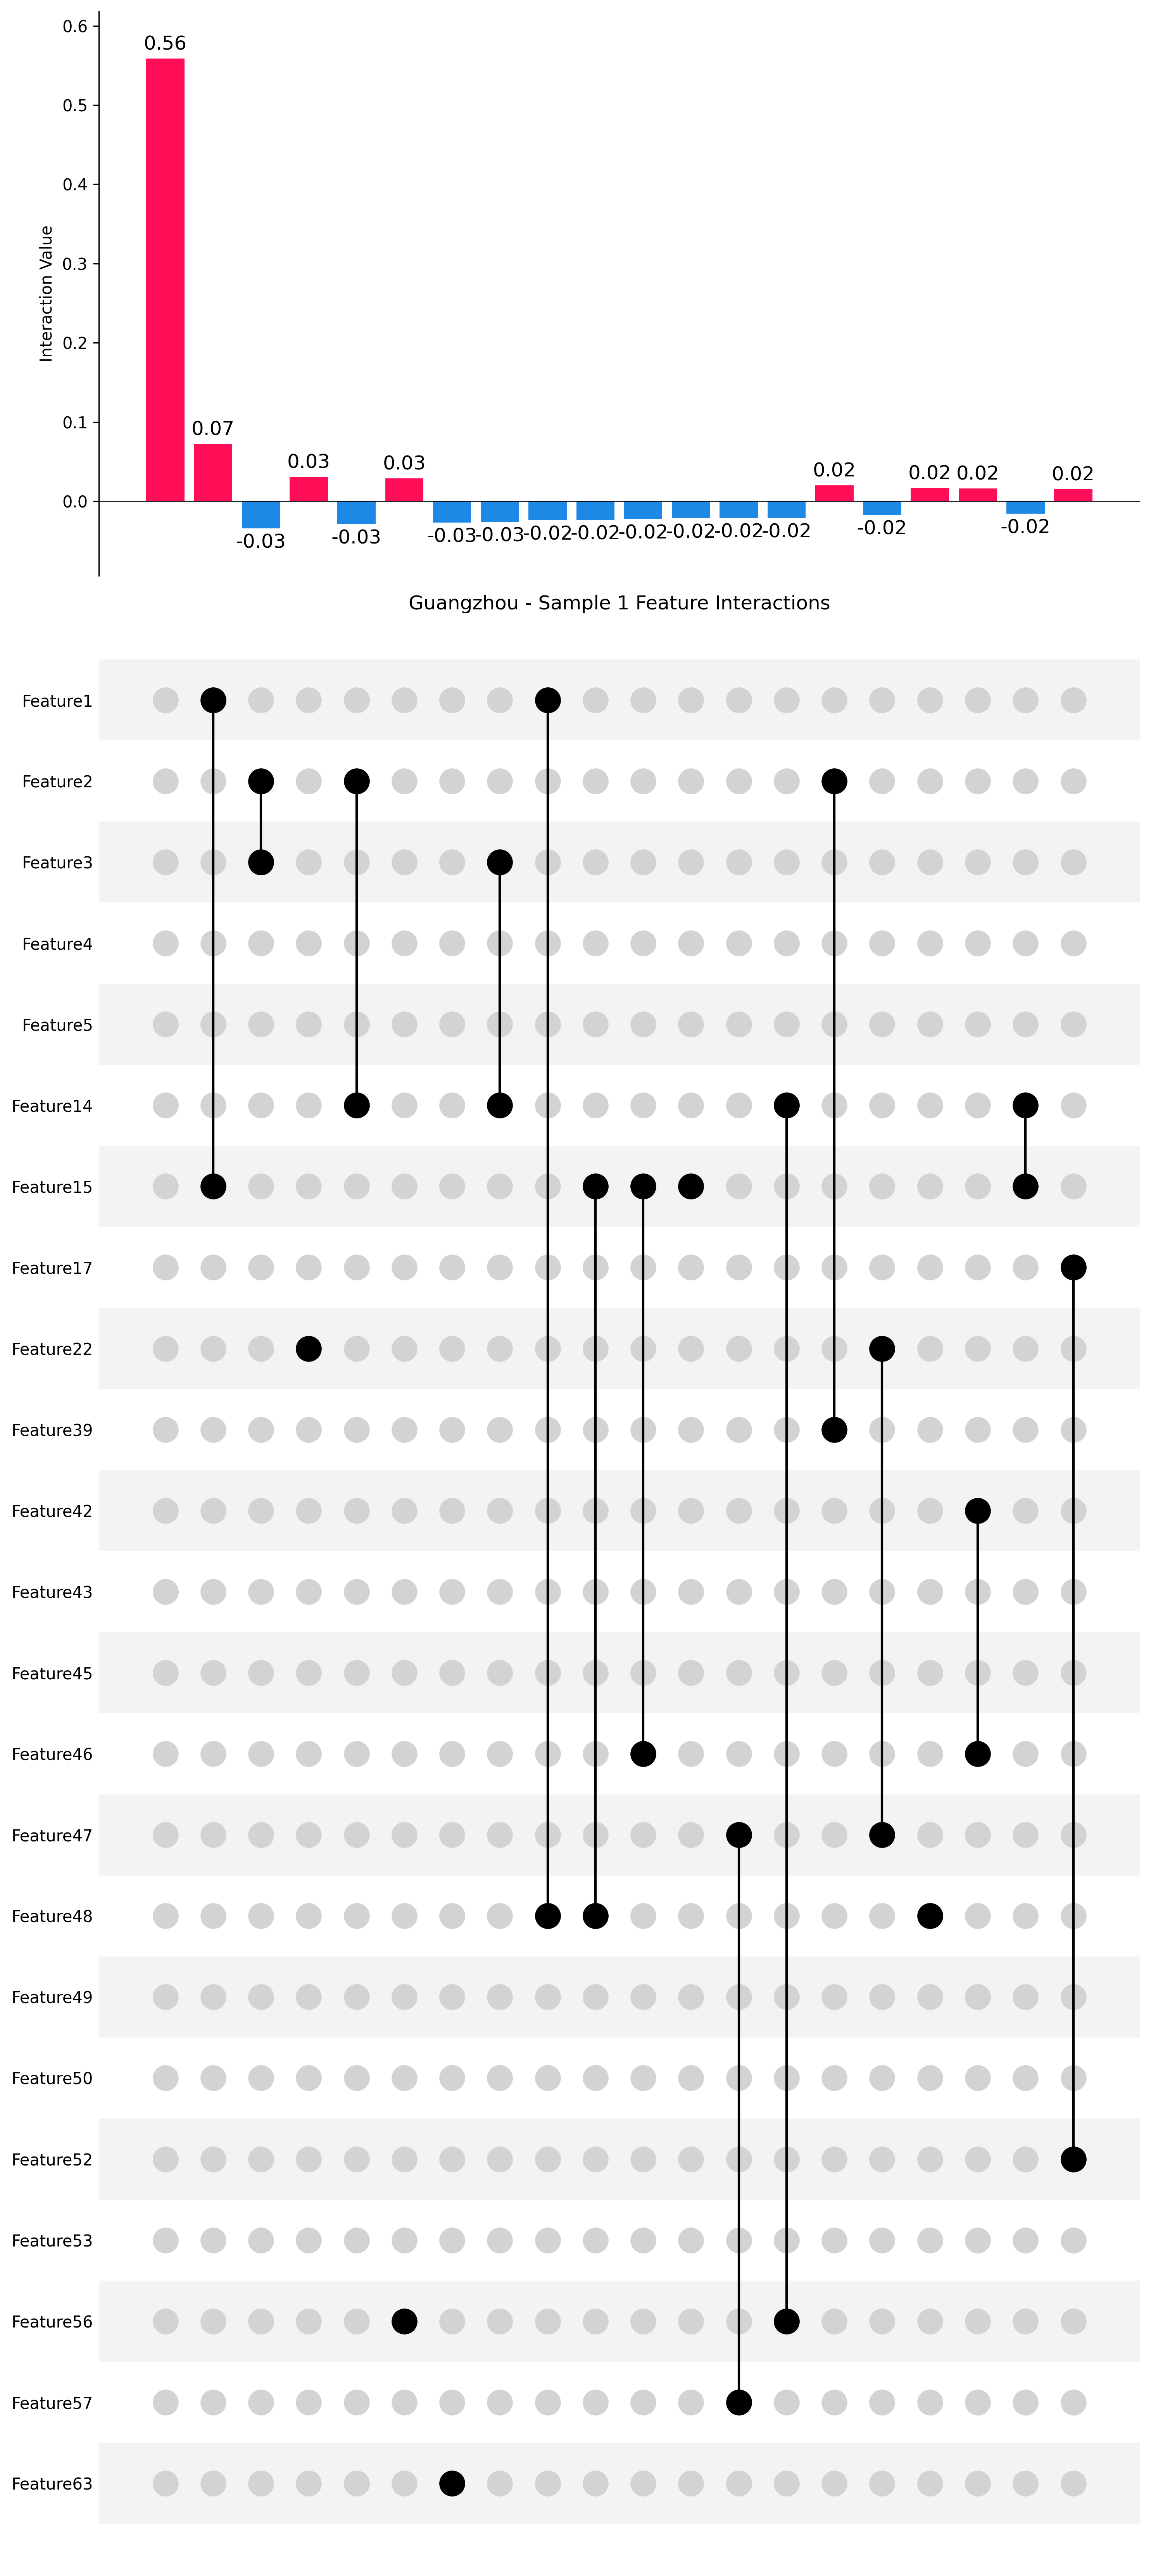 0.6
0.56
0.5
0.4
Interaction Value
0.3
0.2
0.1
0.07
0.03 0.03 0.02 0.02 0.02 0.02
0.0
-0.03 -0.03 -0.03 -0.03 -0.02 -0.02 -0.02 -0.02 -0.02 -0.02 -0.02 -0.02
Guangzhou - Sample 1 Feature Interactions
Feature1
Feature2
Feature3
Feature4
Feature5
Feature14
Feature15
Feature17
Feature22
Feature39
Feature42
Feature43
Feature45
Feature46
Feature47
Feature48
Feature49
Feature50
Feature52
Feature53
Feature56
Feature57
Feature63